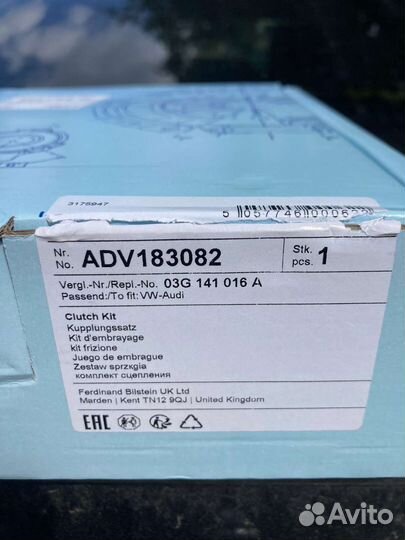 3175947
5 057746 0006
Nr.
No. ADV183082
Stk.
pcs. 1
Vergl.-Nr./Repl.-No. 03G 141 016 A
Passend:/To fit:VW-Audi
Clutch Kit
Kupplungssatz
Kit d'embrayage
kit frizione
Juego de embrague
Zestaw sprzkgia
комплект сцепления
Ferdinand Bilstein UK Ltd
Marden | Kent TN12 9QJ | United Kingdom
EAC
Avito